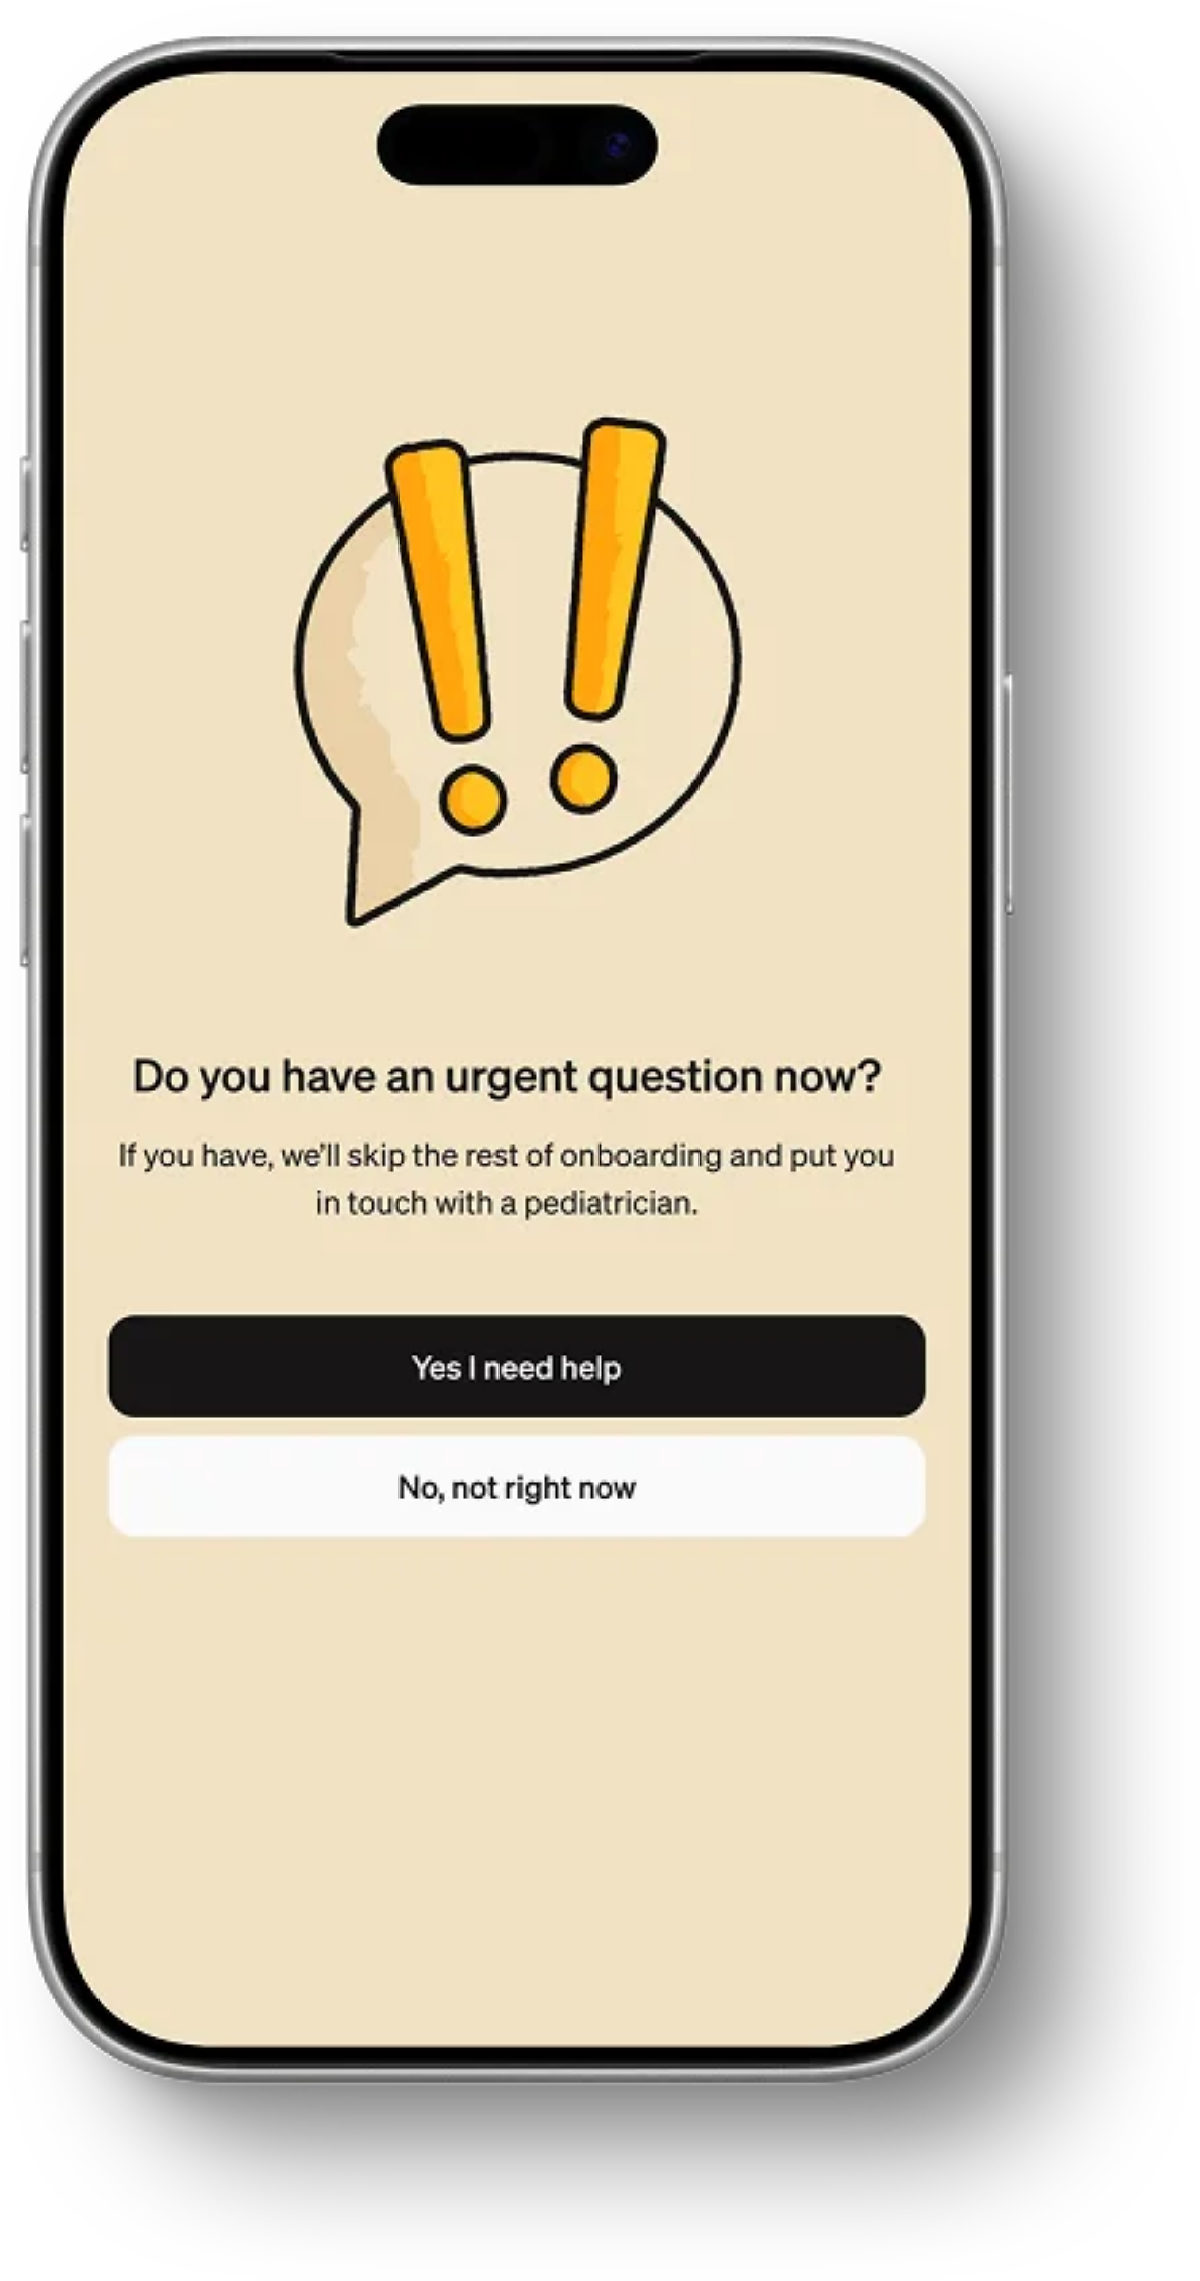 Do you have an urgent question now?
If you have, we'll skip the rest of onboarding and put you
in touch with a pediatrician.
Yes I need help
No, not right now